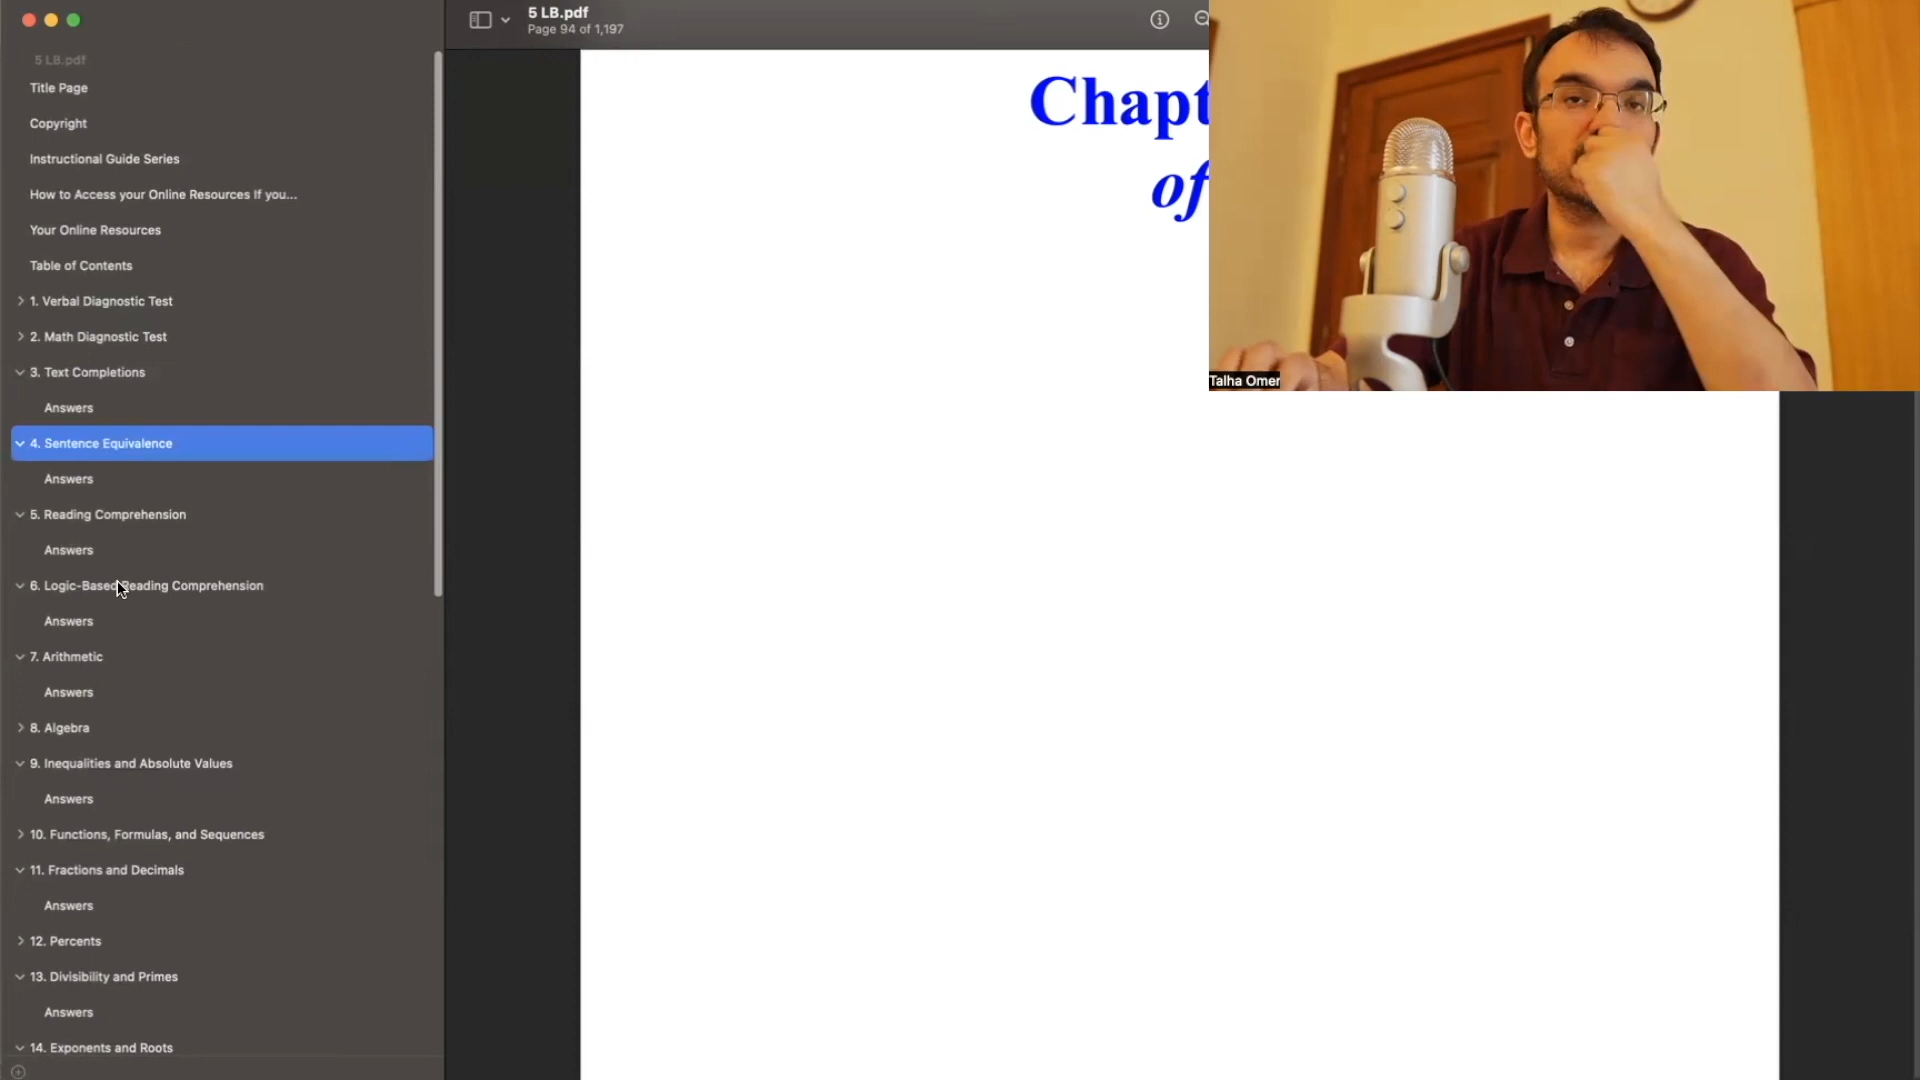 5 LB.pdf
Title Page
Copyright
Instructional Guide Series
How to Access your Online Resources If you...
Your Online Resources
Table of Contents
1. Verbal Diagnostic Test
2. Math Diagnostic Test
3. Text Completions
Answers
4. Sentence Equivalence
Answers
5. Reading Comprehension
Answers
6. Logic-Based Reading Comprehension
Answers
7. Arithmetic
Answers
8. Algebra
9. Inequalities and Absolute Values
Answers
10. Functions, Formulas, and Sequences
11. Fractions and Decimals
Answers
12. Percents
13. Divisibility and Primes
Answers
14. Exponents and Roots
5 LB.pdf
Page 94 of 1,197
Chapt
of
Talha Omer